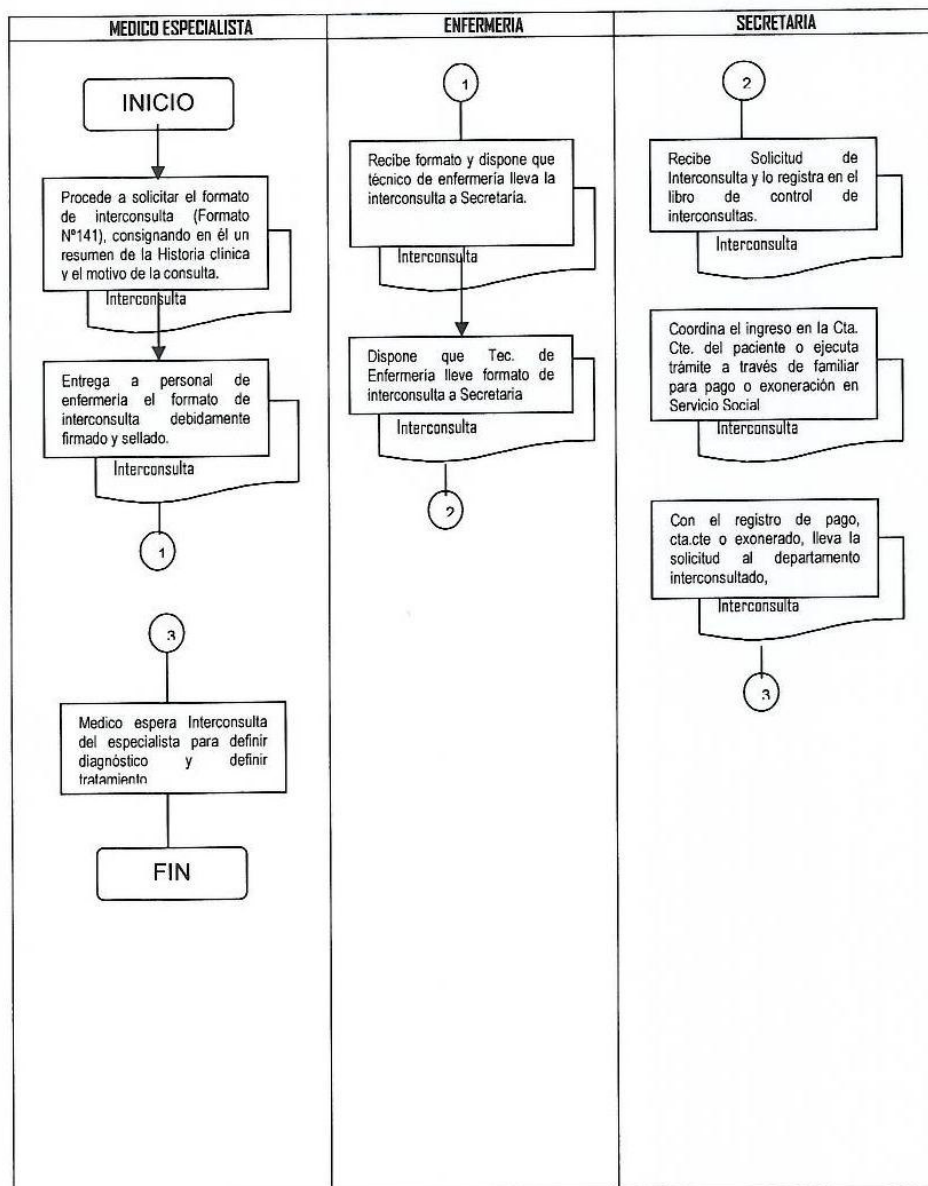 MEDICO ESPECIALISTA
INICIO
Procede a solicitar el formato
de interconsulta (Formato
Nº141), consignando en él un
resumen de la Historia clínica
y el motivo de la consulta.
Interconsulta
Entrega a personal de
enfermería el formato de
interconsulta debidamente
firmado y sellado.
Interconsulta
1
3
Medico espera Interconsulta
del especialista para definir
diagnóstico y definir
tratamiento
FIN
ENFERMERIA
1
Recibe formato y dispone que
técnico de enfermería lleva la
interconsulta a Secretaria.
Interconsulta
Dispone que Tec. de
Enfermería lleve formato de
interconsulta a Secretaria
Interconsulta
2
SECRETARIA
2
Recibe Solicitud de
Interconsulta y lo registra en el
libro de control de
interconsultas.
Interconsulta
Coordina el ingreso en la Cta.
Cte. del paciente o ejecuta
trámite a través de familiar
para pago o exoneración en
Servicio Social
Interconsulta
Con el registro de pago,
cta.cte o exonerado, lleva la
solicitud al departamento
interconsultado,
Interconsulta
3